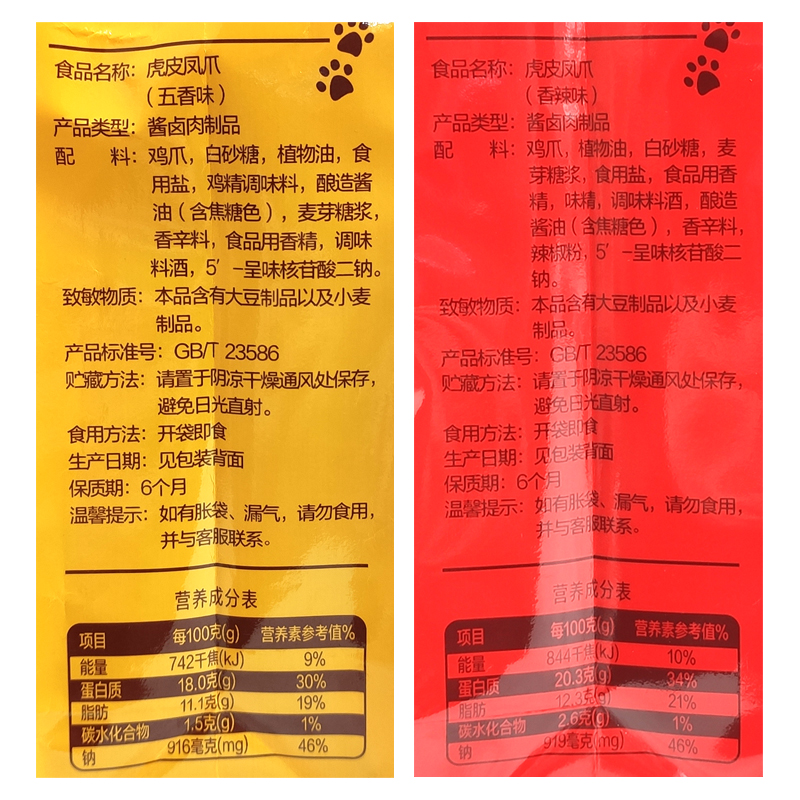 食品名称：虎皮凤爪
（五香味）
产品类型：酱卤肉制品
配 料：鸡爪，白砂糖，植物油，食
用盐，鸡精调味料，酿造酱
油（含焦糖色），麦芽糖浆，
香辛料，食品用香精，调味
料酒，5′-呈味核苷酸二钠。
致敏物质：本品含有大豆制品以及小麦
制品。
产品标准号：GB/T 23586
贮藏方法：请置于阴凉干燥通风处保存，
避免日光直射。
食用方法：开袋即食
生产日期：见包装背面
保质期：6个月
温馨提示：如有胀袋、漏气，请勿食用，
并与客服联系。
营养成分表
项目 每100克(g) 营养素参考值%
能量 742千焦(kJ) 9%
蛋白质 18.0克(g) 30%
脂肪 11.1克(g) 19%
碳水化合物 1.5克(g) 1%
钠 916毫克(mg) 46%
食品名称：虎皮凤爪
（香辣味）
产品类型：酱卤肉制品
配 料：鸡爪，植物油，白砂糖，麦
芽糖浆，食用盐，食品用香
精，味精，调味料酒，酿造
酱油（含焦糖色），香辛料，
辣椒粉，5′-呈味核苷酸二
钠。
致敏物质：本品含有大豆制品以及小麦
制品。
产品标准号：GB/T 23586
贮藏方法：请置于阴凉干燥通风处保存，
避免日光直射。
食用方法：开袋即食
生产日期：见包装背面
保质期：6个月
温馨提示：如有胀袋、漏气，请勿食用，
并与客服联系。
营养成分表
项目 每100克(g) 营养素参考值%
能量 844千焦(kJ) 10%
蛋白质 20.3克(g) 34%
脂肪 12.3克(g) 21%
碳水化合物 2.6克(g) 1%
钠 919毫克(mg) 46%